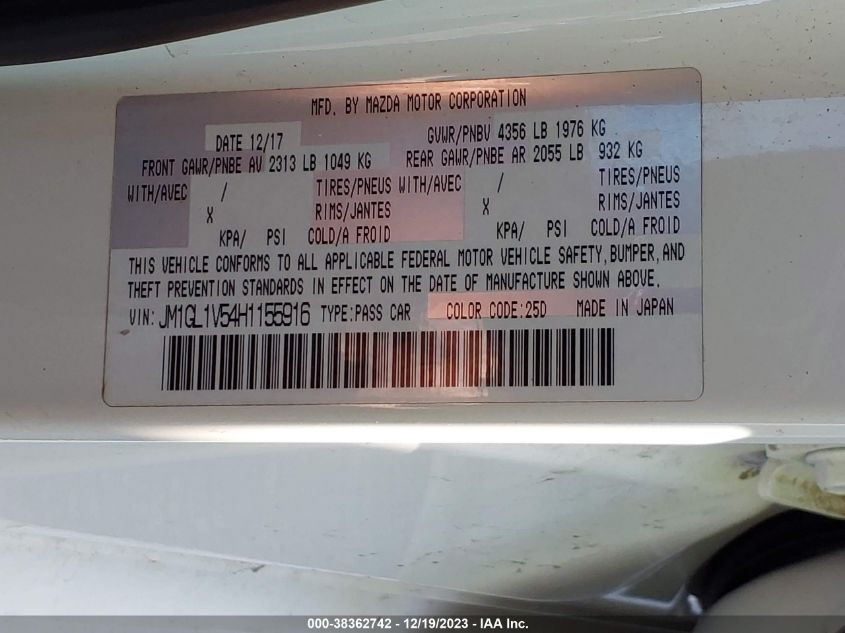 MFD. BY MAZDA MOTOR CORPORATION
DATE 12/17 GVWR/PNBV 4356 LB 1976 KG
FRONT GAWR/PNBE AV 2313 LB 1049 KG REAR GAWR/PNBE AR 2055 LB 932 KG
WITH/AVEC / TIRES/PNEUS WITH/AVEC / TIRES/PNEUS
X RIMS/JANTES X RIMS/JANTES
KPA/ PSI COLD/A FROID KPA/ PSI COLD/A FROID
THIS VEHICLE CONFORMS TO ALL APPLICABLE FEDERAL MOTOR VEHICLE SAFETY,BUMPER,AND
THEFT PREVENTION STANDARDS IN EFFECT ON THE DATE OF MANUFACTURE SHOWN ABOVE.
VIN:JM1GL1V54H1155916 TYPE:PASS CAR COLOR CODE:25D MADE IN JAPAN
000-38362742 - 12/19/2023 - IAA Inc.